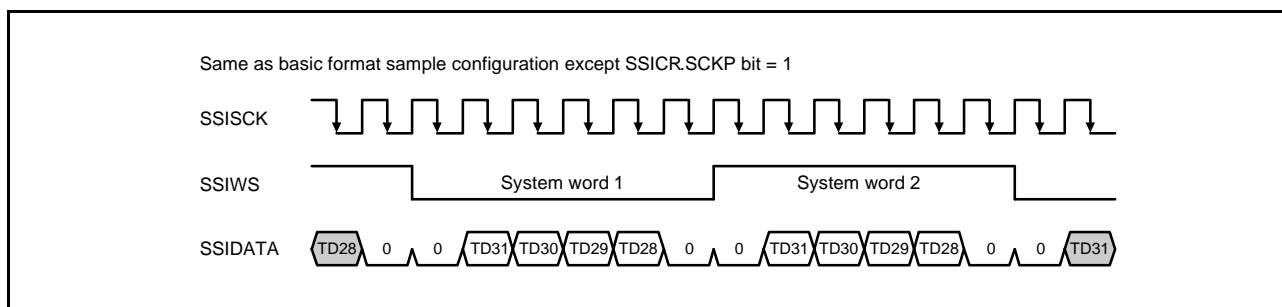 Same as basic format sample configuration except SSICR.SCKP bit = 1
SSISCK
SSIWS System word 1 System word 2
SSIDATA TD28 0 0 TD31 TD30 TD29 TD28 0 0 TD31 TD30 TD29 TD28 0 0 TD31